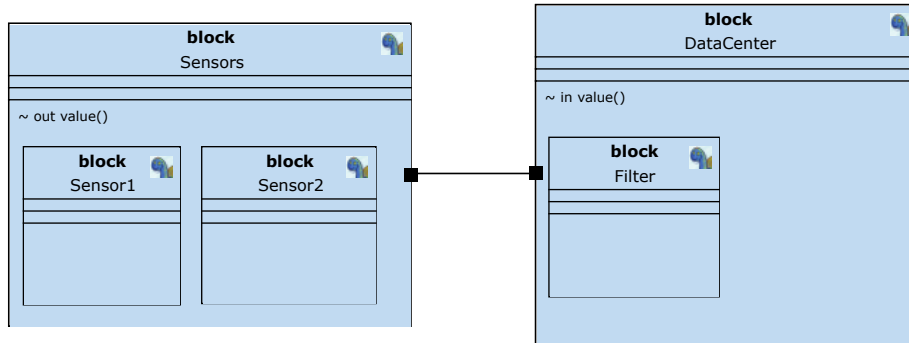 block
Sensors
~ out value()
block
Sensor1
block
Sensor2
block
DataCenter
~ in value()
block
Filter